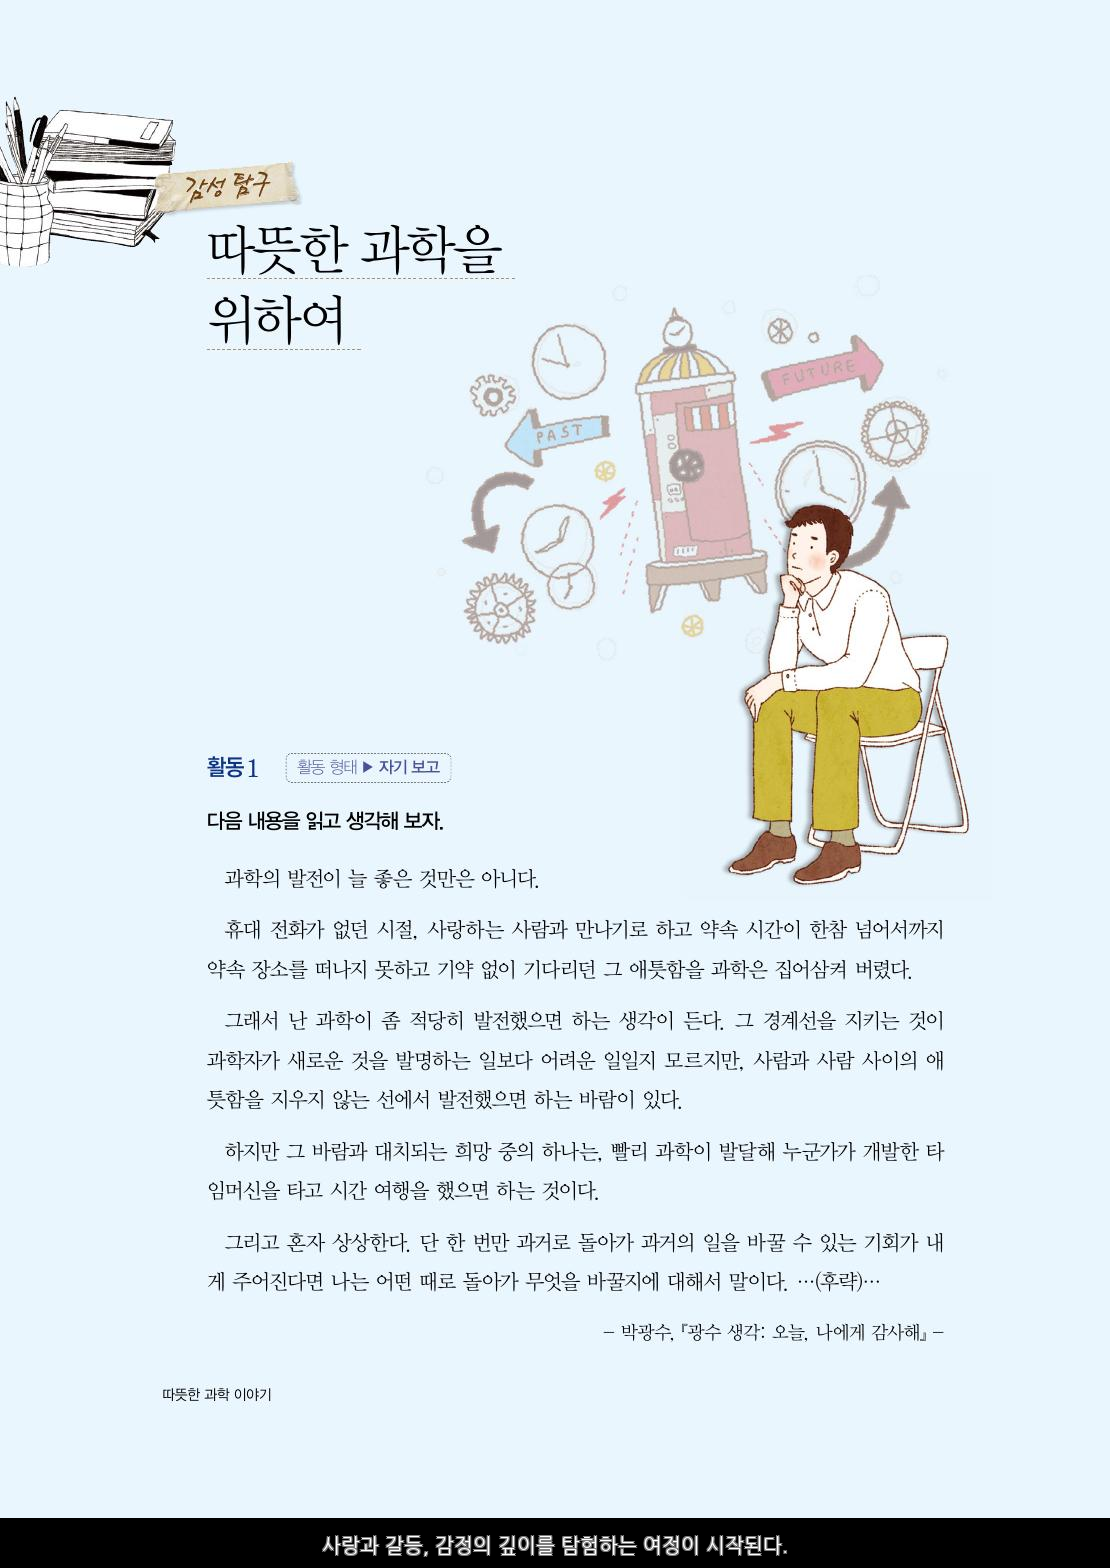 감성 탐구
따뜻한 과학을
위하여
PAST
FUTURE
활동1 활동 형태 ▶ 자기 보고
다음 내용을 읽고 생각해 보자.
과학의 발전이 늘 좋은 것만은 아니다.
휴대 전화가 없던 시절, 사랑하는 사람과 만나기로 하고 약속 시간이 한참 넘어서까지
약속 장소를 떠나지 못하고 기약 없이 기다리던 그 애틋함을 과학은 집어삼켜 버렸다.
그래서 난 과학이 좀 적당히 발전했으면 하는 생각이 든다. 그 경계선을 지키는 것이
과학자가 새로운 것을 발명하는 일보다 어려운 일일지 모르지만, 사람과 사람 사이의 애
틋함을 지우지 않는 선에서 발전했으면 하는 바람이 있다.
하지만 그 바람과 대치되는 희망 중의 하나는, 빨리 과학이 발달해 누군가가 개발한 타
임머신을 타고 시간 여행을 했으면 하는 것이다.
그리고 혼자 상상한다. 단 한 번만 과거로 돌아가 과거의 일을 바꿀 수 있는 기회가 내
게 주어진다면 나는 어떤 때로 돌아가 무엇을 바꿀지에 대해서 말이다. …(후략)…
– 박광수, 『광수 생각: 오늘, 나에게 감사해』 –
따뜻한 과학 이야기
사랑과 갈등, 감정의 깊이를 탐험하는 여정이 시작된다.